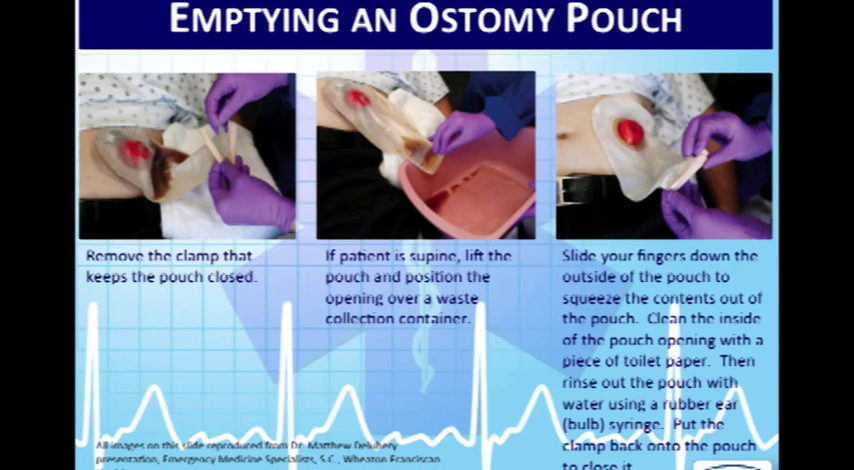 EMPTYING AN OSTOMY POUCH
Remove the clamp that
keeps the pouch closed.
If patient is supine, lift the
pouch and position the
opening over a waste
collection container.
Slide your fingers down the
outside of the pouch to
squeeze the contents out of
the pouch. Clean the inside
of the pouch opening with a
piece of toilet paper. Then
rinse out the pouch with
water using a rubber ear
(bulb) syringe. Put the
clamp back onto the pouch
to close it
All images on this slide reproduced from Dr. Matthew
presentation, Emergency Medicine Specialists, S.C., Wheaton Franciscan